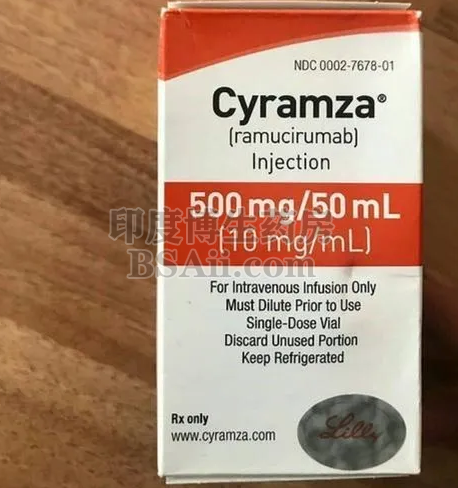 NDC 0002-7678-01
Cyramza®
(ramucirumab)
Injection
500 mg/50 mL
(10 mg/mL)
印度博生药房
BSAii.com
For Intravenous Infusion Only
Must Dilute Prior to Use
Single-Dose Vial
Discard Unused Portion
Keep Refrigerated
Rx only
www.cyramza.com
Lilly